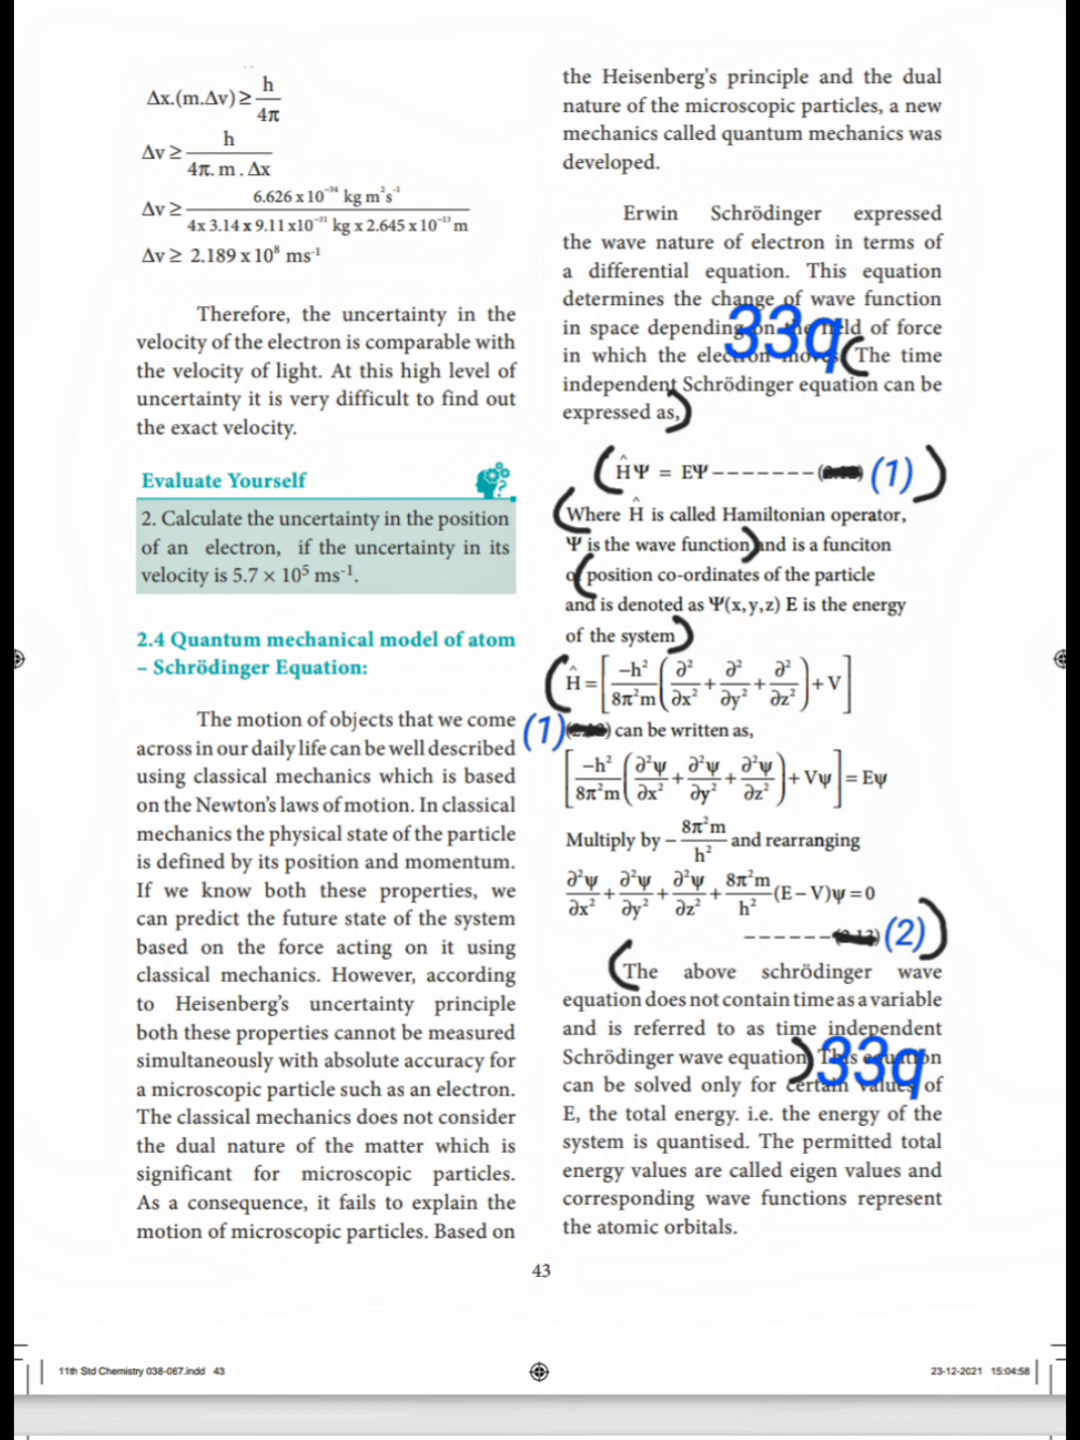 Δx.(m.Δv) ≥ h/4π
Δv ≥ h/(4π. m . Δx)
Δv ≥ 6.626 x 10⁻³⁴ kg m²s⁻¹/(4x 3.14 x 9.11 x10⁻³¹ kg x 2.645 x 10⁻¹³ m)
Δv ≥ 2.189 x 10⁸ ms⁻¹
Therefore, the uncertainty in the
velocity of the electron is comparable with
the velocity of light. At this high level of
uncertainty it is very difficult to find out
the exact velocity.
Evaluate Yourself
2. Calculate the uncertainty in the position
of an electron, if the uncertainty in its
velocity is 5.7 × 10⁵ ms⁻¹.
2.4 Quantum mechanical model of atom
– Schrödinger Equation:
The motion of objects that we come
across in our daily life can be well described
using classical mechanics which is based
on the Newton's laws of motion. In classical
mechanics the physical state of the particle
is defined by its position and momentum.
If we know both these properties, we
can predict the future state of the system
based on the force acting on it using
classical mechanics. However, according
to Heisenberg's uncertainty principle
both these properties cannot be measured
simultaneously with absolute accuracy for
a microscopic particle such as an electron.
The classical mechanics does not consider
the dual nature of the matter which is
significant for microscopic particles.
As a consequence, it fails to explain the
motion of microscopic particles. Based on
the Heisenberg's principle and the dual
nature of the microscopic particles, a new
mechanics called quantum mechanics was
developed.
Erwin Schrödinger expressed
the wave nature of electron in terms of
a differential equation. This equation
determines the change of wave function
in space depending on the field of force
33q
in which the electron moves. (The time
independent Schrödinger equation can be
expressed as,)
(ĤΨ = EΨ------- (1))
(Where Ĥ is called Hamiltonian operator,
Ψ is the wave function) and is a funciton
of (position co-ordinates of the particle
and is denoted as Ψ(x,y,z) E is the energy
of the system)
(Ĥ = [−h²/8π²m (∂²/∂x² + ∂²/∂y² + ∂²/∂z²) + V]
(1) can be written as,
[−h²/8π²m (∂²ψ/∂x² + ∂²ψ/∂y² + ∂²ψ/∂z²) + Vψ] = Eψ
Multiply by − 8π²m/h² and rearranging
∂²ψ/∂x² + ∂²ψ/∂y² + ∂²ψ/∂z² + 8π²m/h² (E − V)ψ = 0
------ (2))
(The above schrödinger wave
equation does not contain time as a variable
and is referred to as time independent
Schrödinger wave equation) This equation
33q
can be solved only for certain values of
E, the total energy. i.e. the energy of the
system is quantised. The permitted total
energy values are called eigen values and
corresponding wave functions represent
the atomic orbitals.
43
11th Std Chemistry 038-067.indd 43
23-12-2021 15:04:58